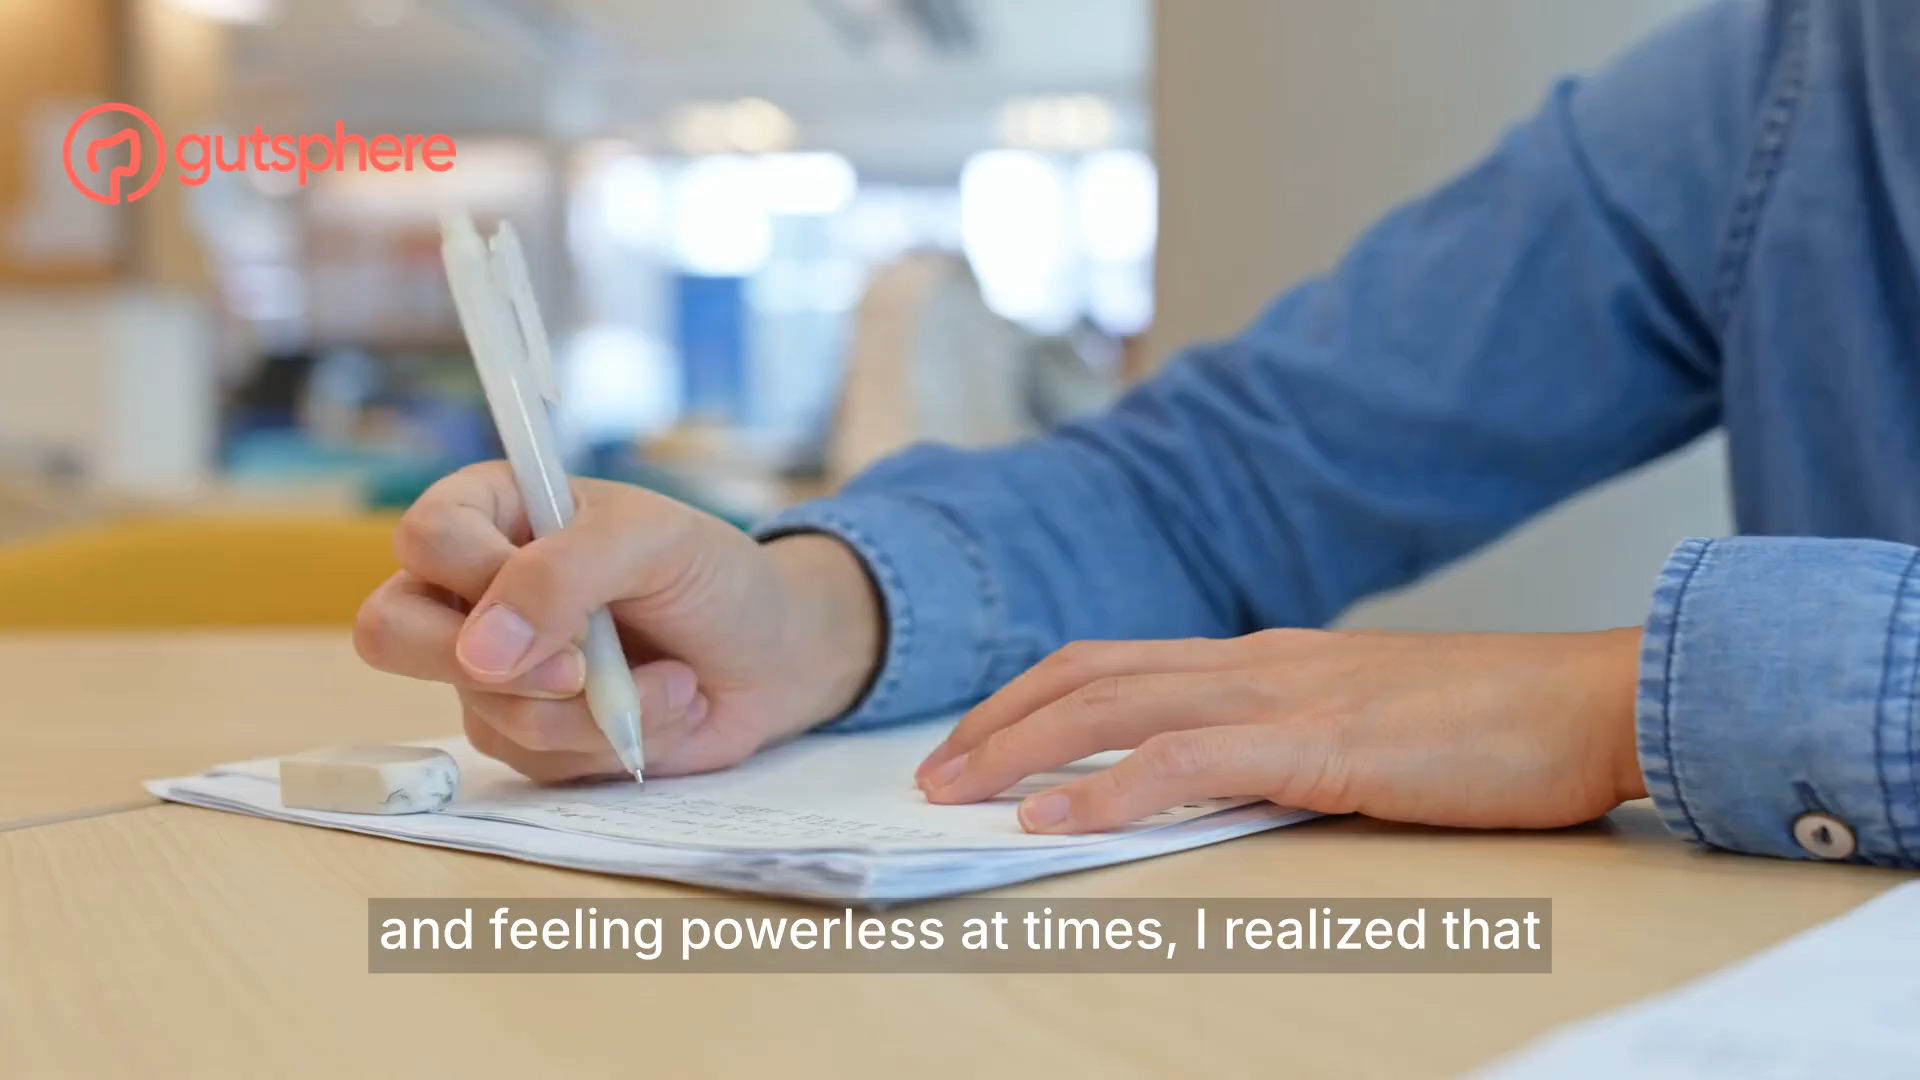 gutsphere
and feeling powerless at times, I realized that